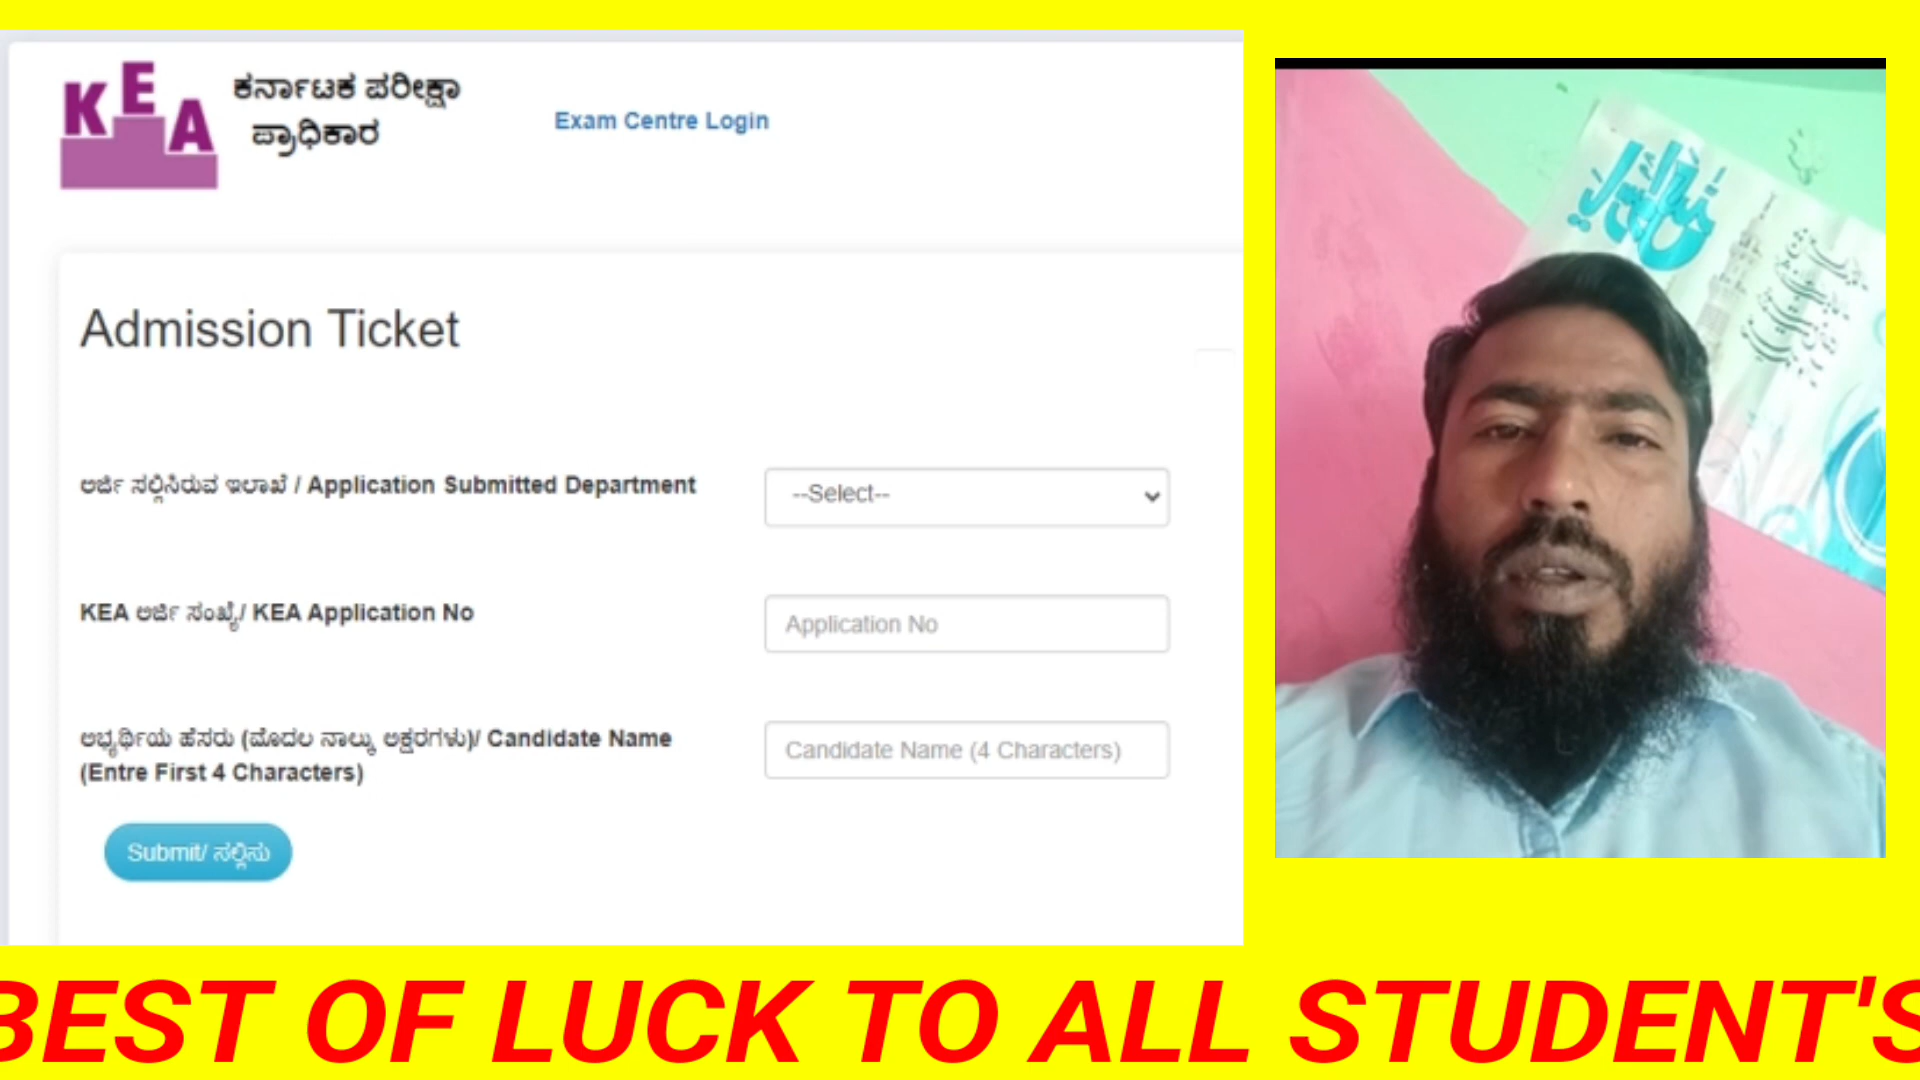 KEA
ಕರ್ನಾಟಕ ಪರೀಕ್ಷಾ
ಪ್ರಾಧಿಕಾರ
Exam Centre Login
Admission Ticket
ಅರ್ಜಿ ಸಲ್ಲಿಸಿರುವ ಇಲಾಖೆ / Application Submitted Department
--Select--
KEA ಅರ್ಜಿ ಸಂಖ್ಯೆ/ KEA Application No
Application No
ಅಭ್ಯರ್ಥಿಯ ಹೆಸರು (ಮೊದಲ ನಾಲ್ಕು ಅಕ್ಷರಗಳು)/ Candidate Name
(Entre First 4 Characters)
Candidate Name (4 Characters)
Submit/ ಸಲ್ಲಿಸು
BEST OF LUCK TO ALL STUDENT'S